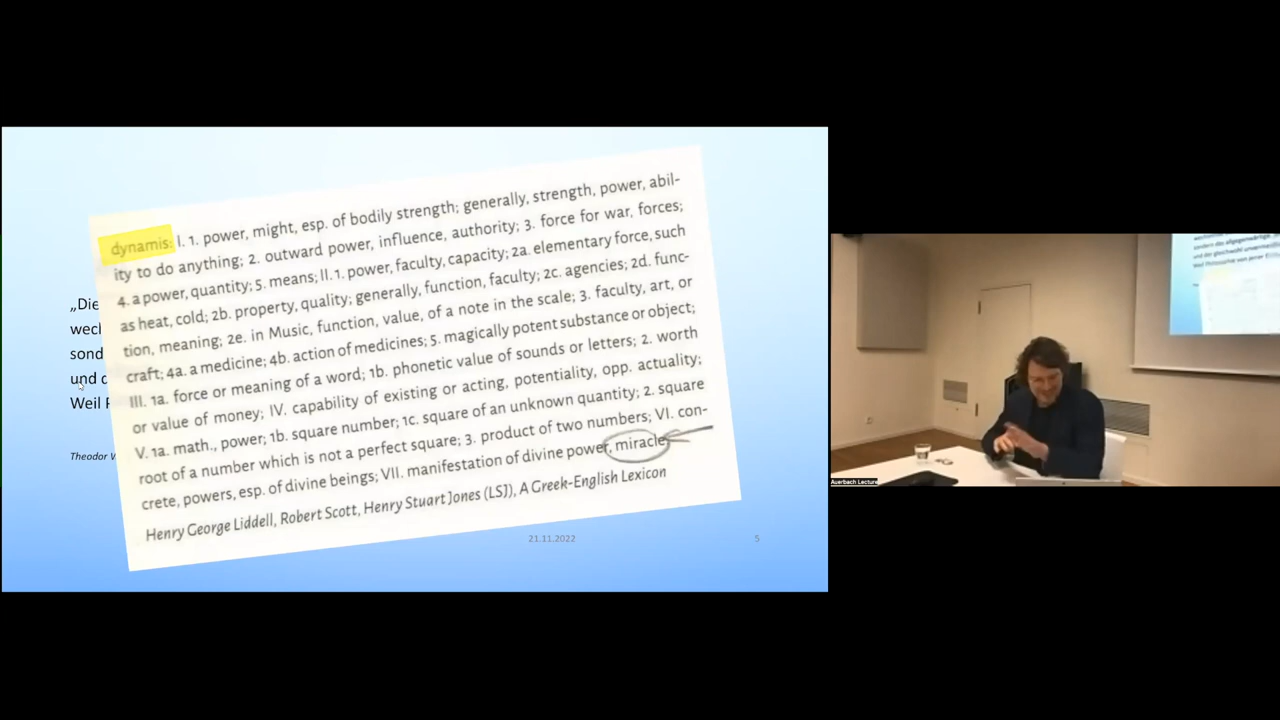 dynamis: I. 1. power, might, esp. of bodily strength; generally, strength, power, abil-
ity to do anything; 2. outward power, influence, authority; 3. force for war, forces;
4. a power, quantity; 5. means; II. 1. power, faculty, capacity; 2a. elementary force, such
as heat, cold; 2b. property, quality; generally, function, faculty; 2c. agencies; 2d. func-
tion, meaning; 2e. in Music, function, value, of a note in the scale; 3. faculty, art, or
craft; 4a. a medicine; 4b. action of medicines; 5. magically potent substance or object;
III. 1a. force or meaning of a word; 1b. phonetic value of sounds or letters; 2. worth
or value of money; IV. capability of existing or acting, potentiality, opp. actuality;
V. 1a. math., power; 1b. square number; 1c. square of an unknown quantity; 2. square
root of a number which is not a perfect square; 3. product of two numbers; VI. con-
crete, powers, esp. of divine beings; VII. manifestation of divine power, miracle
Henry George Liddell, Robert Scott, Henry Stuart Jones (LSJ), A Greek-English Lexicon
„Die
wech
sond
und d
Weil
Theodor
21.11.2022
5
Auerbach Lecture